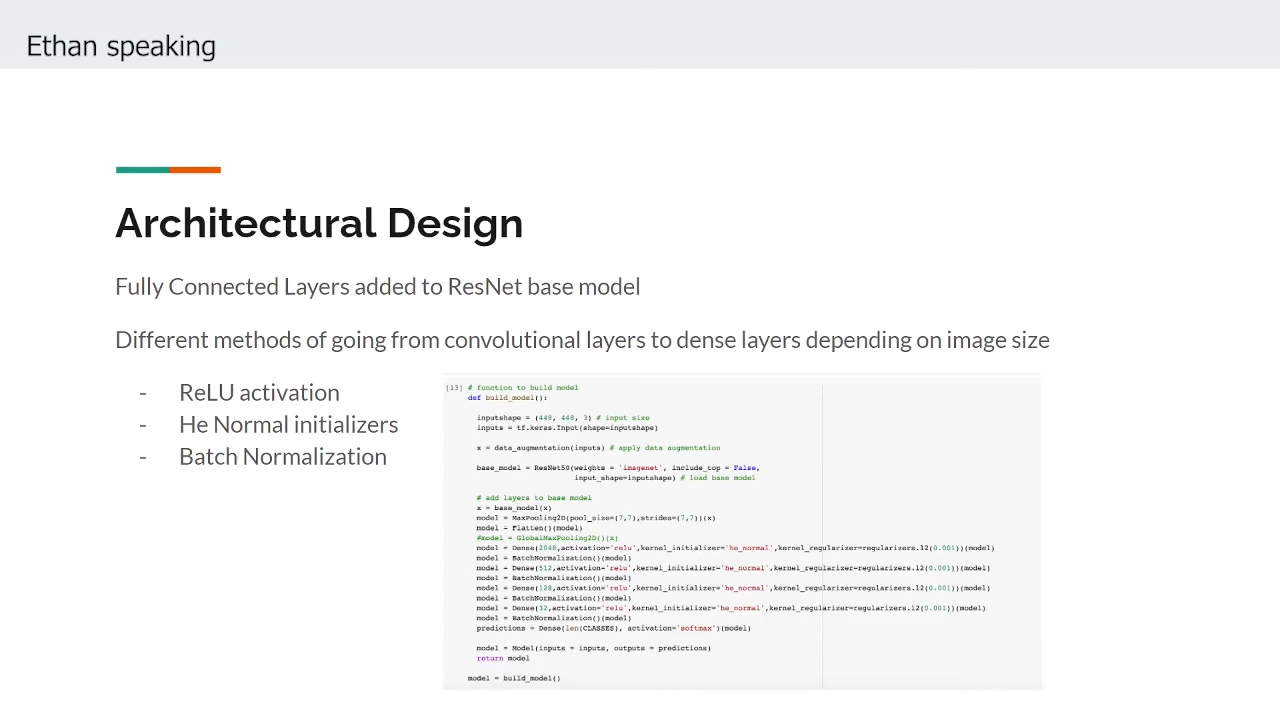 Ethan speaking
Architectural Design
Fully Connected Layers added to ResNet base model
Different methods of going from convolutional layers to dense layers depending on image size
- ReLU activation
- He Normal initializers
- Batch Normalization
[13] # function to build model
def build_model():
inputshape = (448, 448, 3) # input size
inputs = tf.keras.Input(shape=inputshape)
x = data_augmentation(inputs) # apply data augmentation
base_model = ResNet50(weights = 'imagenet', include_top = False,
input_shape=inputshape) # load base model
# add layers to base model
x = base_model(x)
model = MaxPooling2D(pool_size=(7,7),strides=(7,7))(x)
model = Flatten()(model)
#model = GlobalMaxPooling2D()(x)
model = Dense(2048,activation='relu',kernel_initializer='he_normal',kernel_regularizer=regularizers.l2(0.001))(model)
model = BatchNormalization()(model)
model = Dense(512,activation='relu',kernel_initializer='he_normal',kernel_regularizer=regularizers.l2(0.001))(model)
model = BatchNormalization()(model)
model = Dense(128,activation='relu',kernel_initializer='he_normal',kernel_regularizer=regularizers.l2(0.001))(model)
model = BatchNormalization()(model)
model = Dense(32,activation='relu',kernel_initializer='he_normal',kernel_regularizer=regularizers.l2(0.001))(model)
model = BatchNormalization()(model)
predictions = Dense(len(CLASSES), activation='softmax')(model)
model = Model(inputs = inputs, outputs = predictions)
return model
model = build_model()